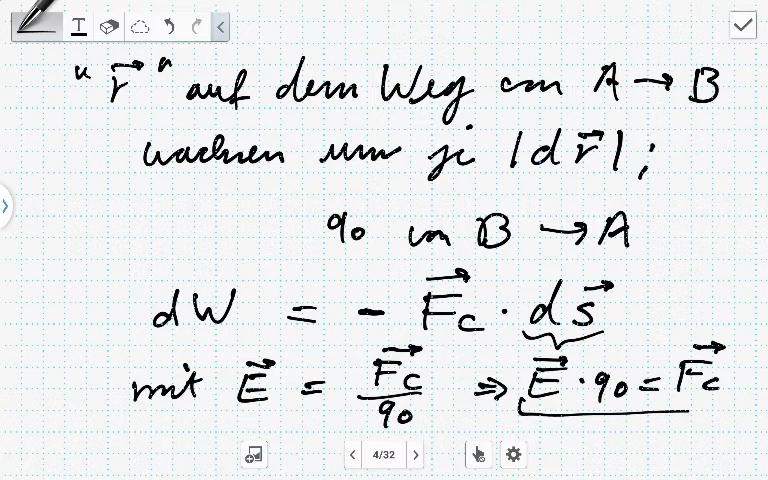 T
"r⃗" auf dem Weg von A → B
wachsen um je |dr⃗|;
q₀ von B → A
dW = - F⃗c · ds⃗
mit E⃗ = F⃗c/q₀ ⇒ E⃗ · q₀ = F⃗c
4/32